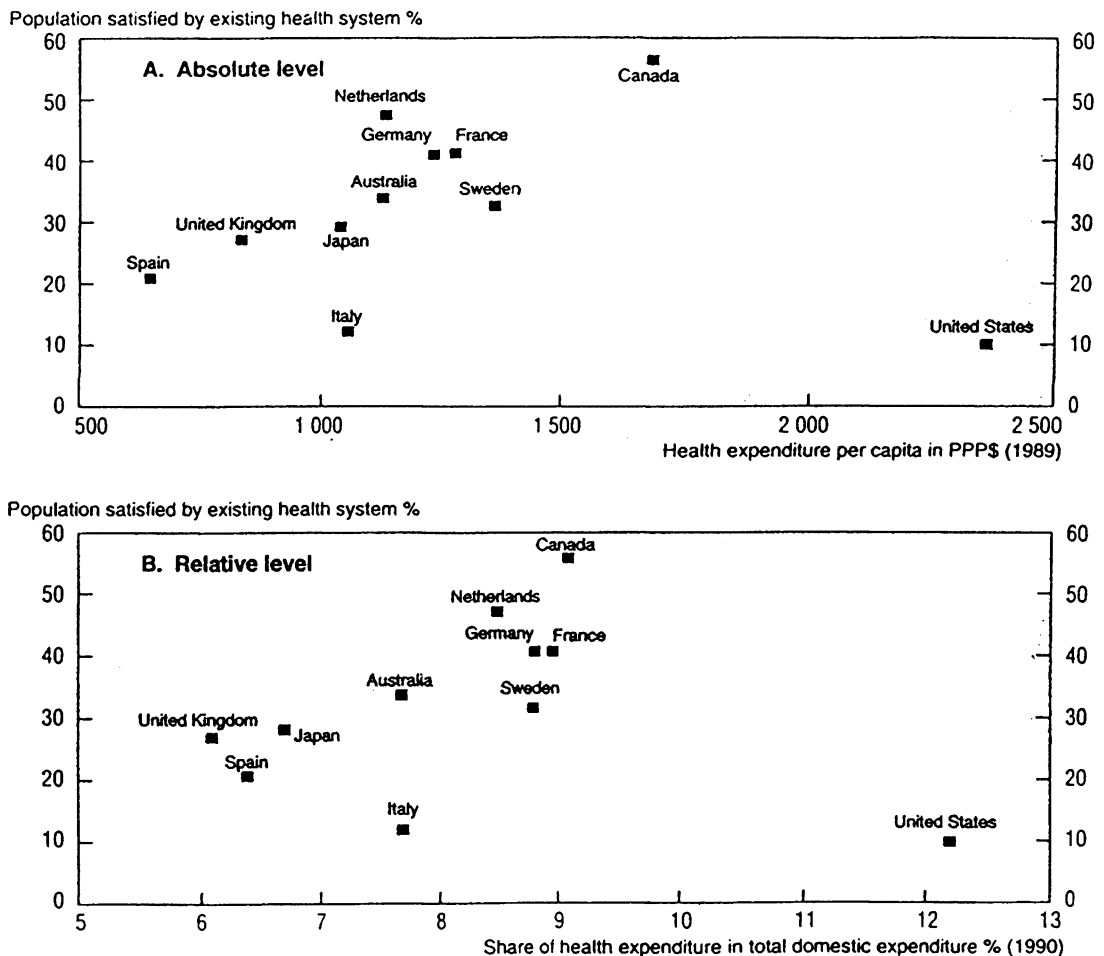 Population satisfied by existing health system %
60 60
A. Absolute level
Canada
50 50
Netherlands
Germany France
40 40
Australia Sweden
30 30
United Kingdom
Japan
Spain
20 20
Italy United States
10 10
0 0
500 1 000 1 500 2 000 2 500
Health expenditure per capita in PPP$ (1989)
Population satisfied by existing health system %
60 60
Canada
B. Relative level
50 50
Netherlands
Germany France
40 40
Australia Sweden
30 30
United Kingdom Japan
Spain
20 20
Italy United States
10 10
0 0
5 6 7 8 9 10 11 12 13
Share of health expenditure in total domestic expenditure % (1990)